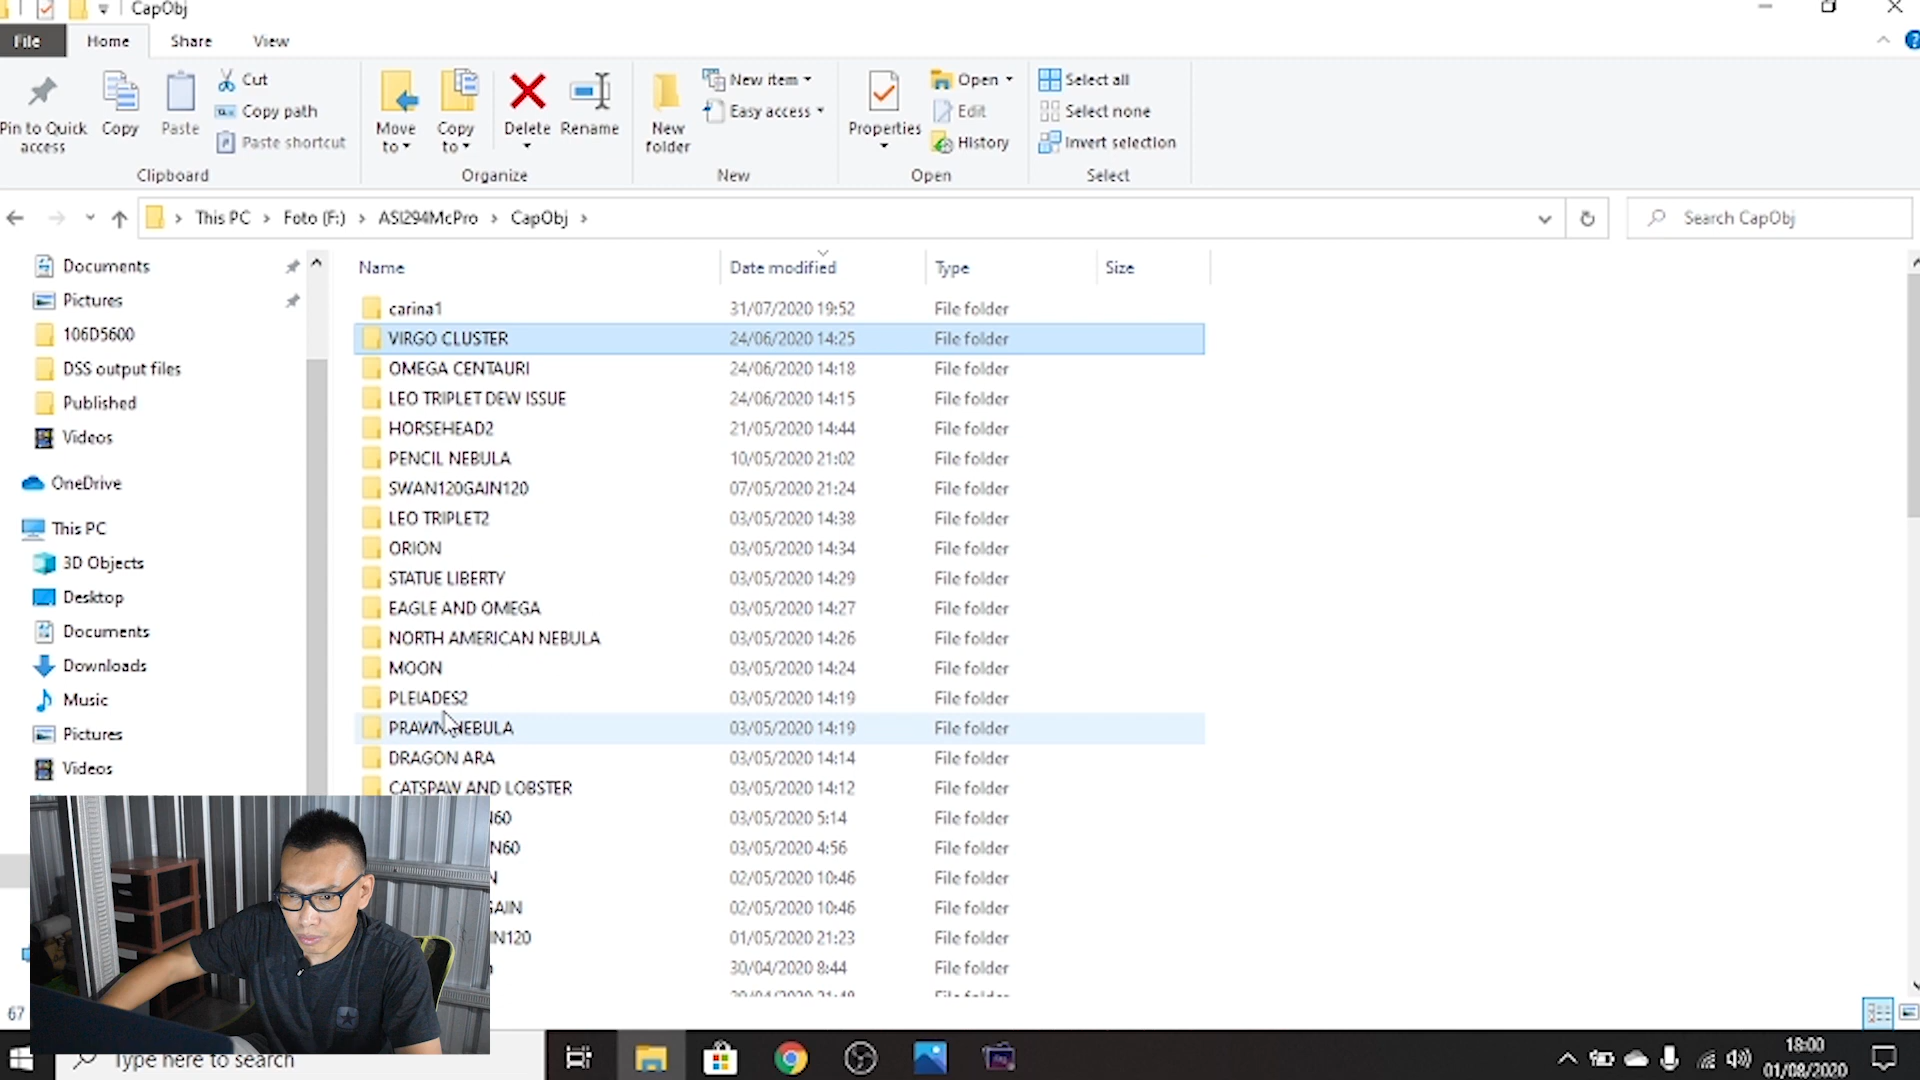 CapObj
File
Home
Share
View
Pin to Quick access
Copy
Paste
Cut
Copy path
Paste shortcut
Clipboard
Move to
Copy to
Delete
Rename
Organize
New folder
New item
Easy access
New
Properties
Open
Edit
History
Open
Select all
Select none
Invert selection
Select
This PC > Foto (F:) > ASI294McPro > CapObj >
Search CapObj
Documents
Pictures
106D5600
DSS output files
Published
Videos
OneDrive
This PC
3D Objects
Desktop
Documents
Downloads
Music
Pictures
Videos
67
Name Date modified Type Size
carina1 31/07/2020 19:52 File folder
VIRGO CLUSTER 24/06/2020 14:25 File folder
OMEGA CENTAURI 24/06/2020 14:18 File folder
LEO TRIPLET DEW ISSUE 24/06/2020 14:15 File folder
HORSEHEAD2 21/05/2020 14:44 File folder
PENCIL NEBULA 10/05/2020 21:02 File folder
SWAN120GAIN120 07/05/2020 21:24 File folder
LEO TRIPLET2 03/05/2020 14:38 File folder
ORION 03/05/2020 14:34 File folder
STATUE LIBERTY 03/05/2020 14:29 File folder
EAGLE AND OMEGA 03/05/2020 14:27 File folder
NORTH AMERICAN NEBULA 03/05/2020 14:26 File folder
MOON 03/05/2020 14:24 File folder
PLEIADES2 03/05/2020 14:19 File folder
PRAWN NEBULA 03/05/2020 14:19 File folder
DRAGON ARA 03/05/2020 14:14 File folder
CATSPAW AND LOBSTER 03/05/2020 14:12 File folder
N60 03/05/2020 5:14 File folder
N60 03/05/2020 4:56 File folder
N 02/05/2020 10:46 File folder
GAIN 02/05/2020 10:46 File folder
IN120 01/05/2020 21:23 File folder
30/04/2020 8:44 File folder
Type here to search
18:00
01/08/2020